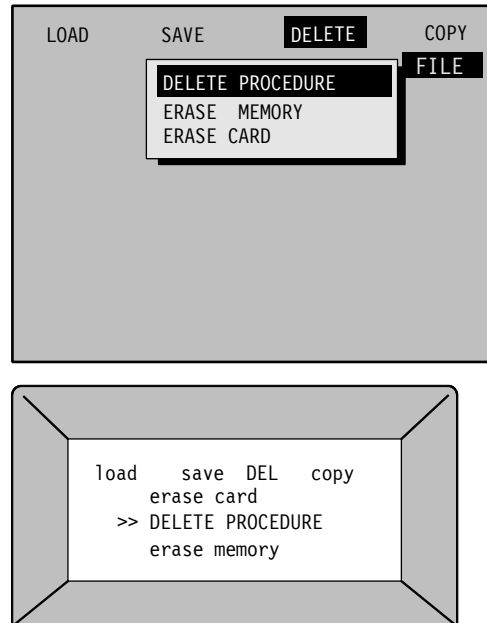 LOAD SAVE DELETE COPY
FILE
DELETE PROCEDURE
ERASE MEMORY
ERASE CARD
load save DEL copy
erase card
>> DELETE PROCEDURE
erase memory